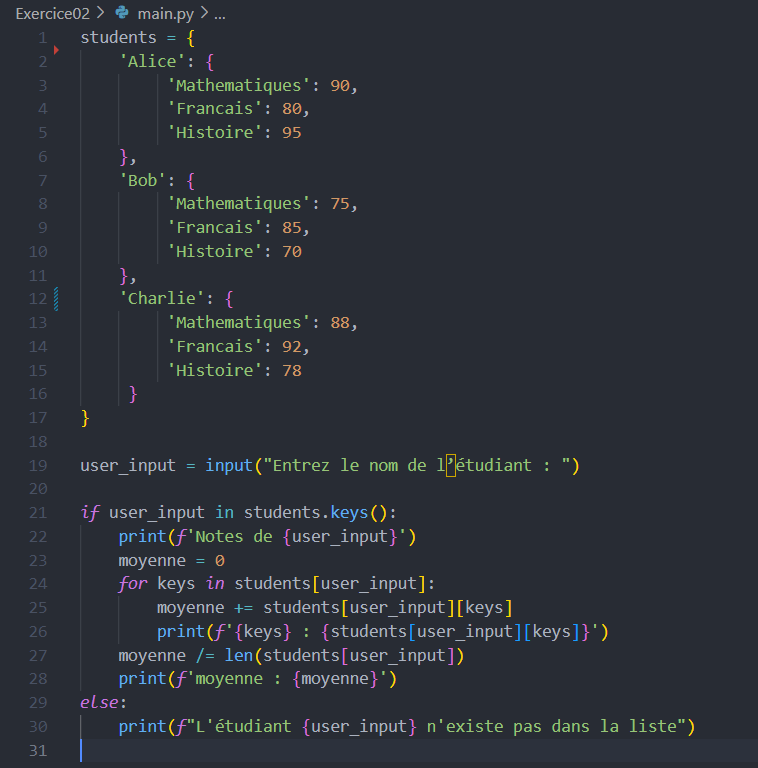 Exercice02 > main.py > ...
1 students = {
2     'Alice': {
3          'Mathematiques': 90,
4          'Francais': 80,
5          'Histoire': 95
6     },
7     'Bob': {
8          'Mathematiques': 75,
9          'Francais': 85,
10          'Histoire': 70
11     },
12     'Charlie': {
13          'Mathematiques': 88,
14          'Francais': 92,
15          'Histoire': 78
16      }
17 }
18
19 user_input = input("Entrez le nom de l’étudiant : ")
20
21 if user_input in students.keys():
22     print(f'Notes de {user_input}')
23     moyenne = 0
24     for keys in students[user_input]:
25         moyenne += students[user_input][keys]
26         print(f'{keys} : {students[user_input][keys]}')
27     moyenne /= len(students[user_input])
28     print(f'moyenne : {moyenne}')
29 else:
30     print(f"L'étudiant {user_input} n'existe pas dans la liste")
31